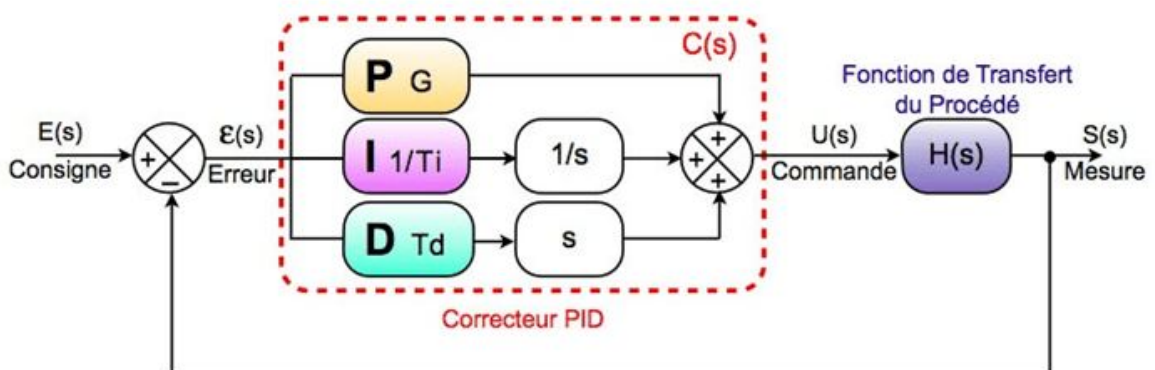 C(s)
P G
Fonction de Transfert
du Procédé
E(s)
Consigne
+
−
ε(s)
Erreur
I 1/Ti
1/s
+
+
+
U(s)
Commande
H(s)
S(s)
Mesure
D Td
s
Correcteur PID